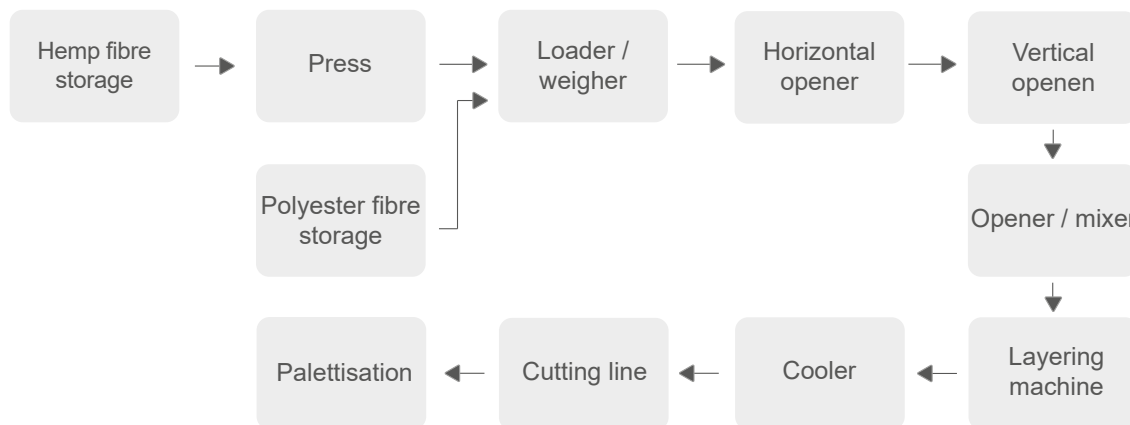 Hemp fibre
storage
Press
Loader /
weigher
Horizontal
opener
Vertical
openen
Polyester fibre
storage
Opener / mixer
Palettisation
Cutting line
Cooler
Layering
machine